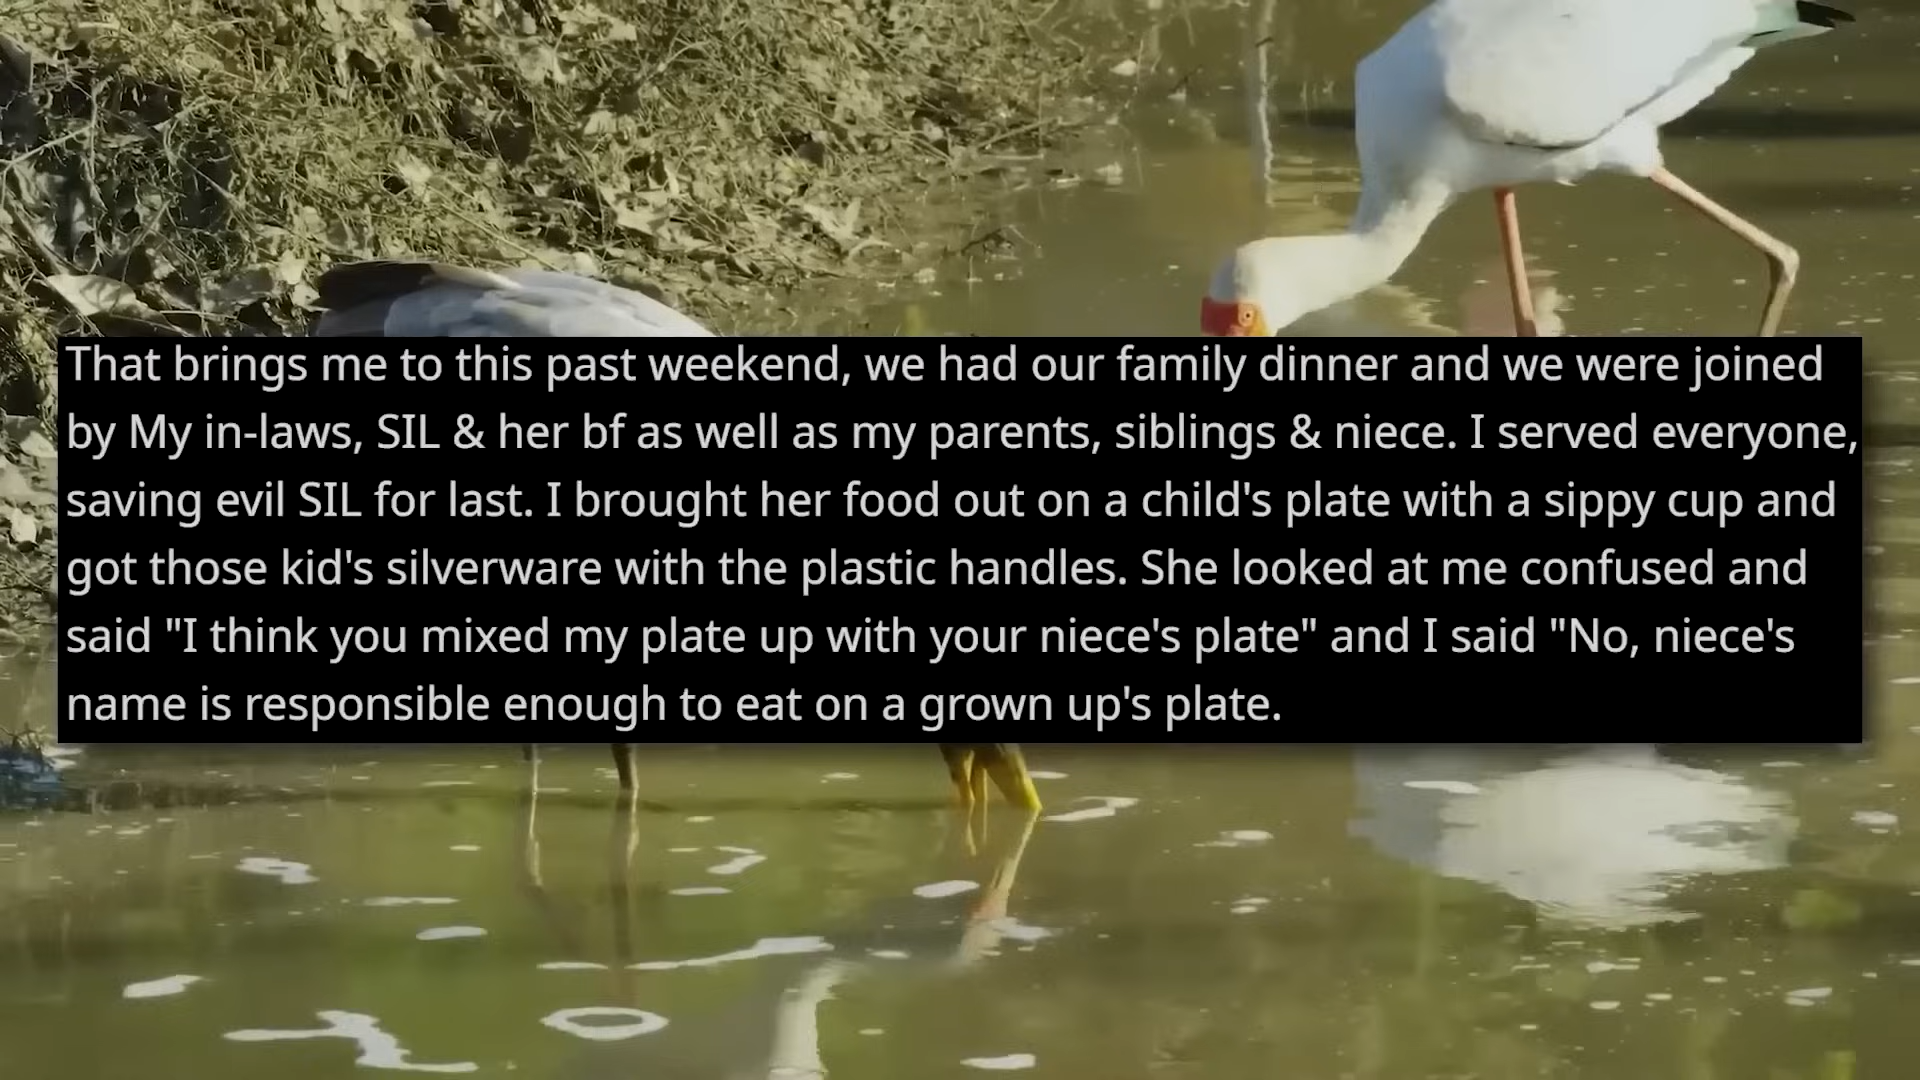 That brings me to this past weekend, we had our family dinner and we were joined
by My in-laws, SIL & her bf as well as my parents, siblings & niece. I served everyone,
saving evil SIL for last. I brought her food out on a child's plate with a sippy cup and
got those kid's silverware with the plastic handles. She looked at me confused and
said "I think you mixed my plate up with your niece's plate" and I said "No, niece's
name is responsible enough to eat on a grown up's plate.